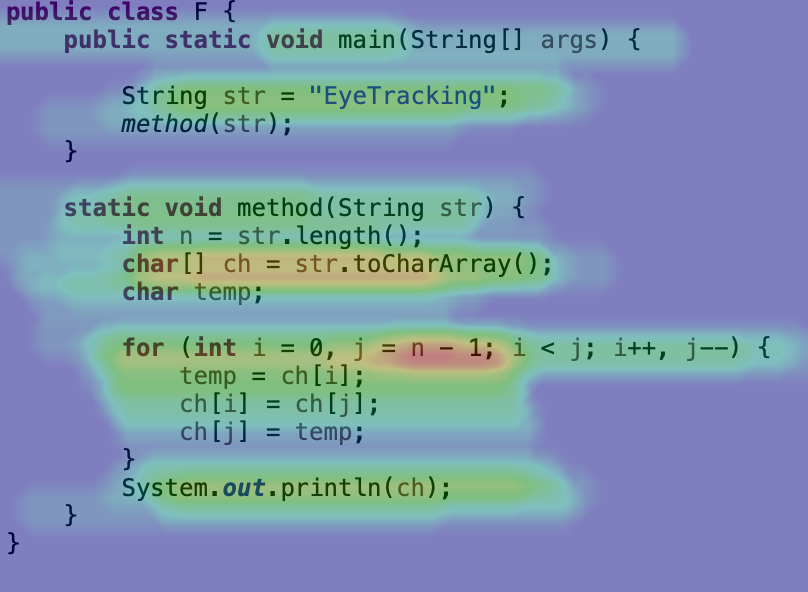 public class F {
    public static void main(String[] args) {
        String str = "EyeTracking";
        method(str);
    }
    static void method(String str) {
        int n = str.length();
        char[] ch = str.toCharArray();
        char temp;
        for (int i = 0, j = n - 1; i < j; i++, j--) {
            temp = ch[i];
            ch[i] = ch[j];
            ch[j] = temp;
        }
        System.out.println(ch);
    }
}